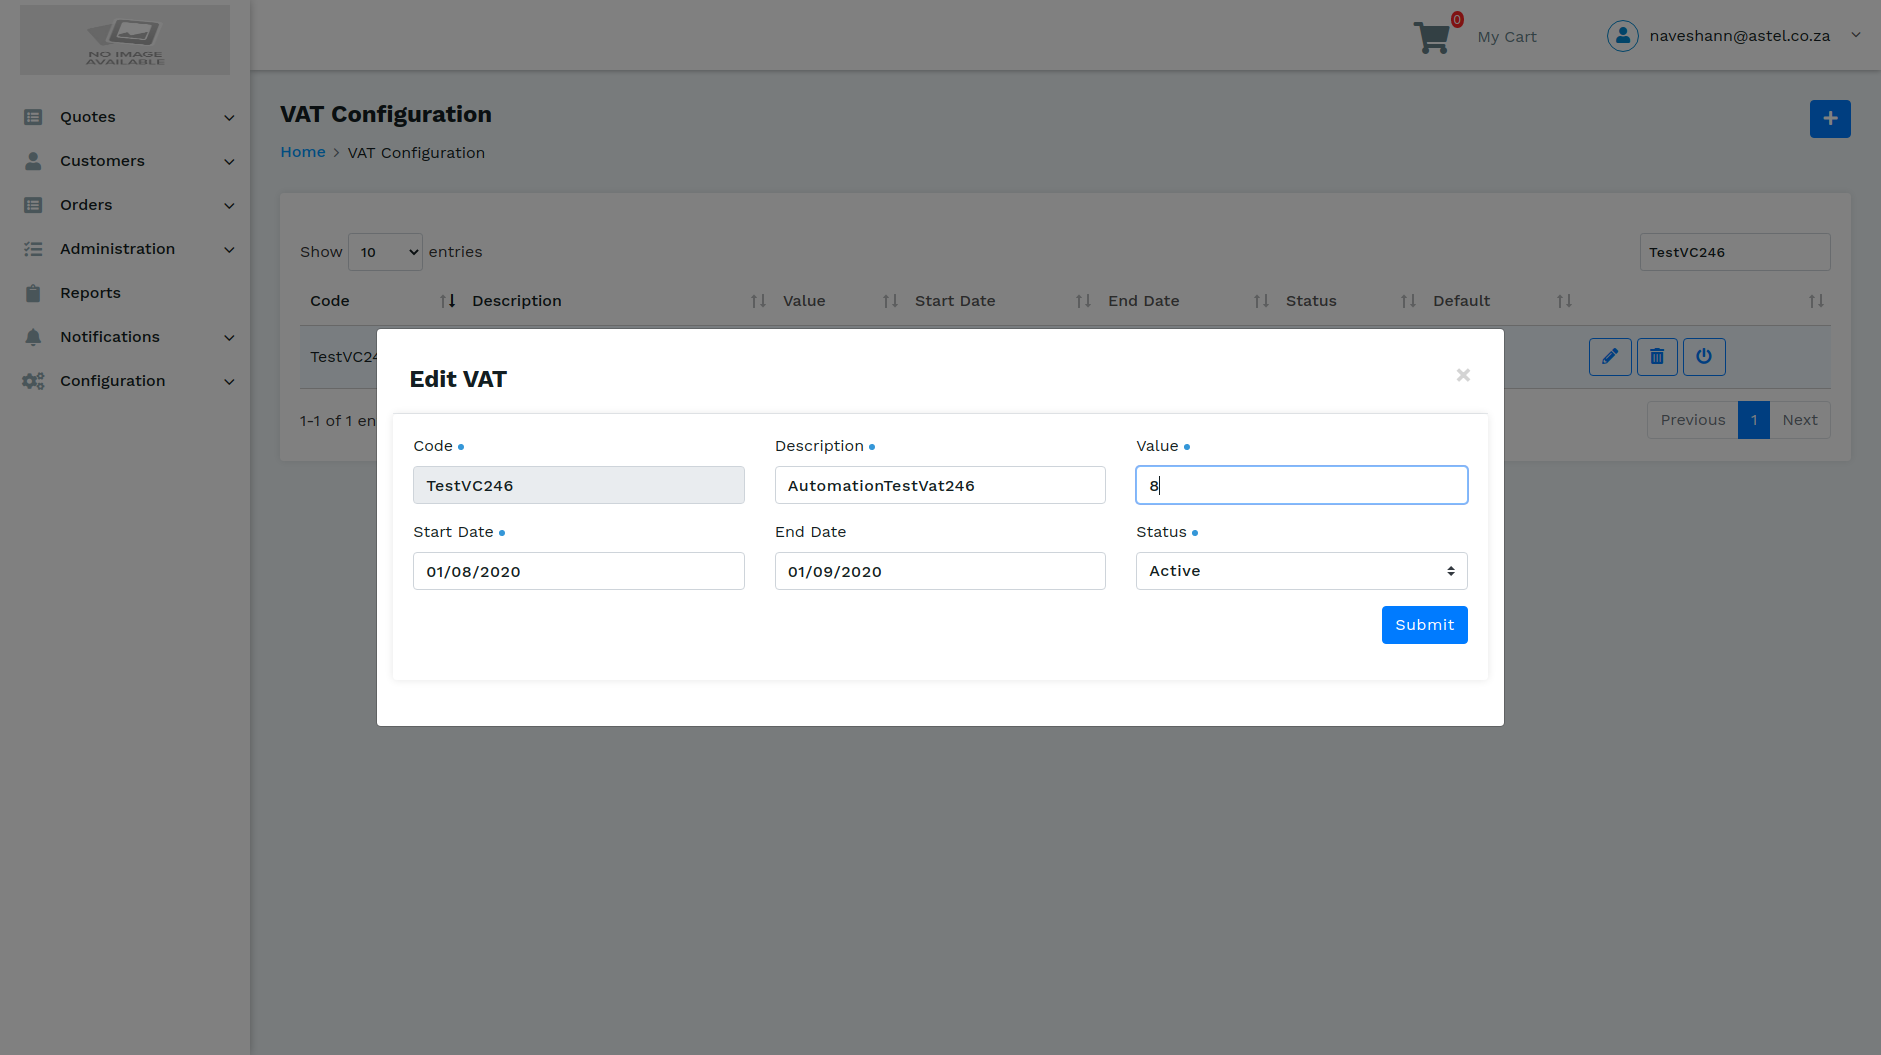 NO IMAGE
AVAILABLE
0
My Cart
naveshann@astel.co.za
Quotes
Customers
Orders
Administration
Reports
Notifications
Configuration
VAT Configuration
Home > VAT Configuration
Show 10 entries
TestVC246
Code Description Value Start Date End Date Status Default
TestVC24
1-1 of 1 en
Previous 1 Next
Edit VAT
×
Code Description Value
TestVC246 AutomationTestVat246 8
Start Date End Date Status
01/08/2020 01/09/2020 Active
Submit